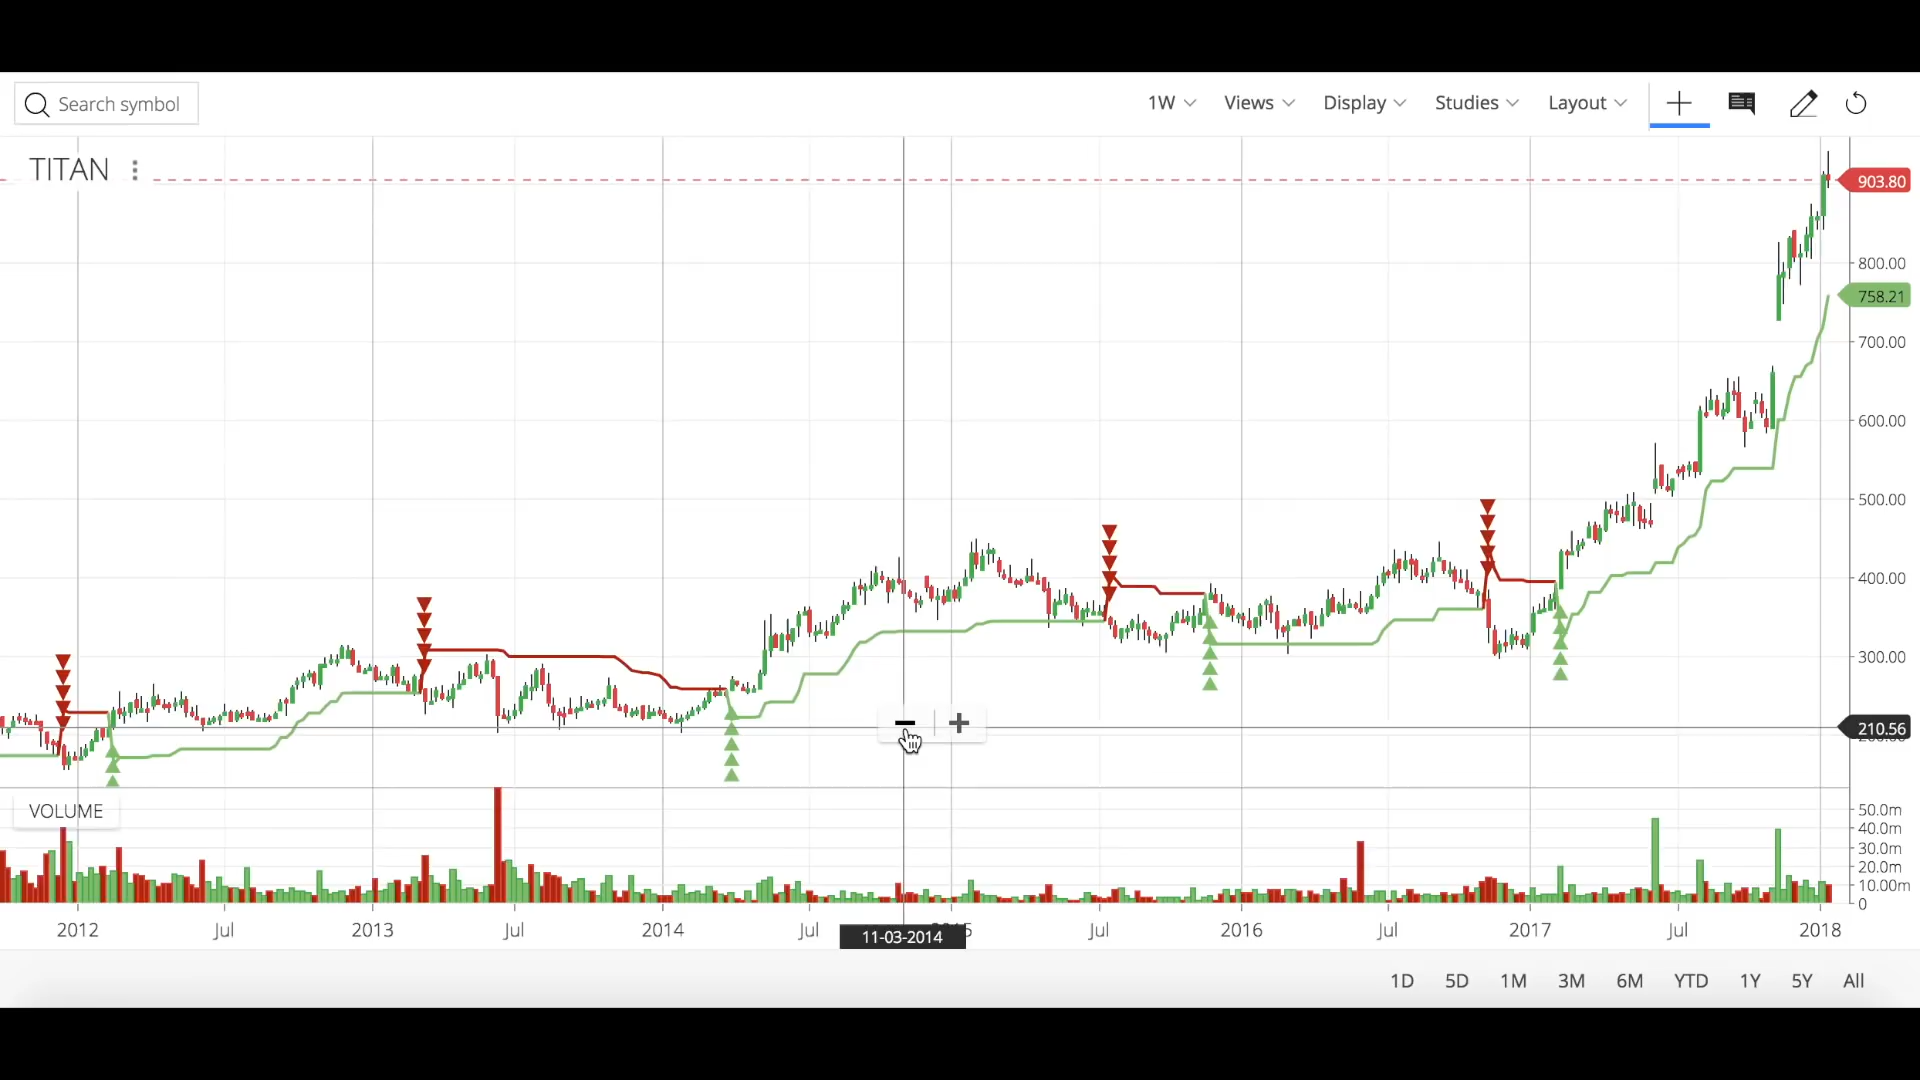 Search symbol
1W Views Display Studies Layout
TITAN
903.80
800.00
758.21
700.00
600.00
500.00
400.00
300.00
210.56
VOLUME
50.0m
40.0m
30.0m
20.0m
10.00m
0
2012 Jul 2013 Jul 2014 Jul 11-03-2014 Jul 2016 Jul 2017 Jul 2018
1D 5D 1M 3M 6M YTD 1Y 5Y All